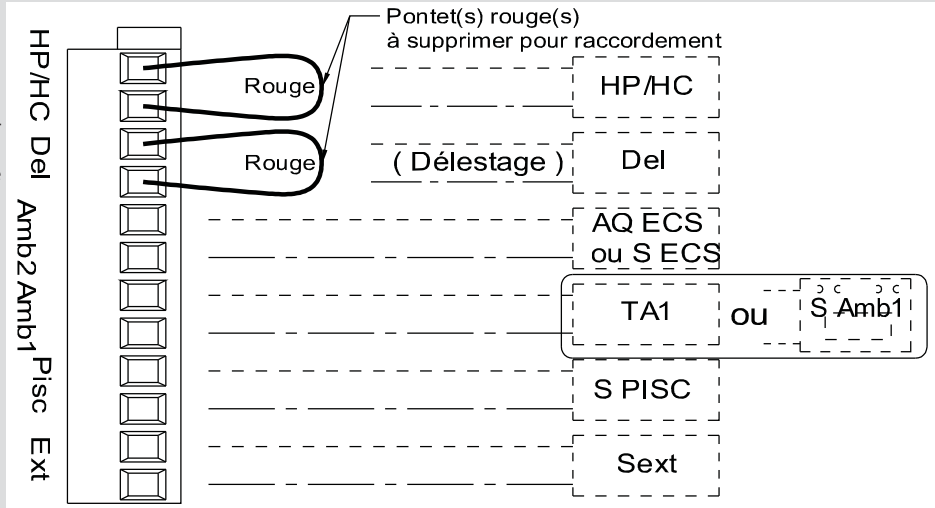 Pontet(s) rouge(s)
à supprimer pour raccordement
HP/HC
Rouge
HP/HC
Del
Rouge
( Délestage )
Del
Amb2
AQ ECS
ou S ECS
Amb1
TA1
ou
S Amb1
Pisc
S PISC
Ext
Sext